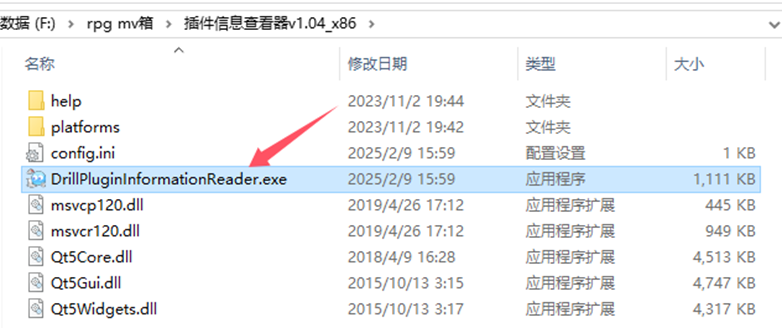 数据 (F:) › rpg mv箱 › 插件信息查看器v1.04_x86 ›
名称 修改日期 类型 大小
help 2023/11/2 19:44 文件夹
platforms 2023/11/2 19:42 文件夹
config.ini 2025/2/9 15:59 配置设置 1 KB
DrillPluginInformationReader.exe 2025/2/9 15:59 应用程序 1,111 KB
msvcp120.dll 2019/4/26 17:12 应用程序扩展 445 KB
msvcr120.dll 2019/4/26 17:12 应用程序扩展 949 KB
Qt5Core.dll 2018/4/9 16:28 应用程序扩展 4,513 KB
Qt5Gui.dll 2015/10/13 3:15 应用程序扩展 4,747 KB
Qt5Widgets.dll 2015/10/13 3:17 应用程序扩展 4,317 KB